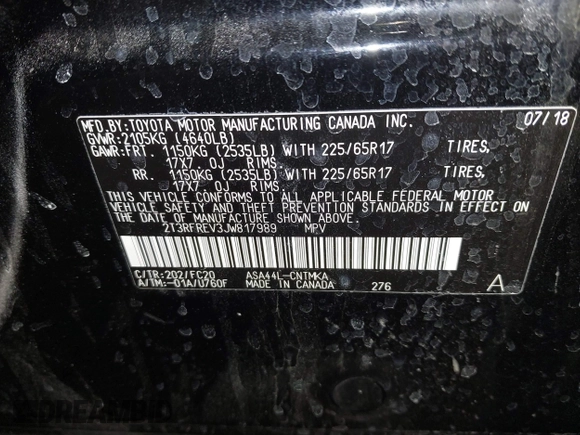 MFD.BY:TOYOTA MOTOR MANUFACTURING CANADA INC. 07/18
GVWR:2105KG (4640LB)
GAWR:FRT. 1150KG (2535LB) WITH 225/65R17 TIRES,
17X7 OJ RIMS.
RR. 1150KG (2535LB) WITH 225/65R17 TIRES,
17X7 OJ RIMS.
THIS VEHICLE CONFORMS TO ALL APPLICABLE FEDERAL MOTOR
VEHICLE SAFETY AND THEFT PREVENTION STANDARDS IN EFFECT ON
THE DATE OF MANUFACTURE SHOWN ABOVE.
2T3RFREV3JW817989 MPV
C/TR:202/FC20 ASA44L-CNTMKA
A/TM:-01A/U760F MADE IN CANADA 276 A
DREAMBID